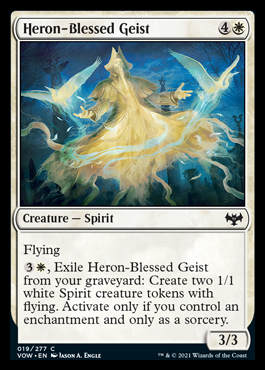 Heron-Blessed Geist 4
Creature — Spirit
Flying
3, Exile Heron-Blessed Geist
from your graveyard: Create two 1/1
white Spirit creature tokens with
flying. Activate only if you control an
enchantment and only as a sorcery.
3/3
019/277 C
VOW • EN JASON A. ENGLE
™ & © 2021 Wizards of the Coast